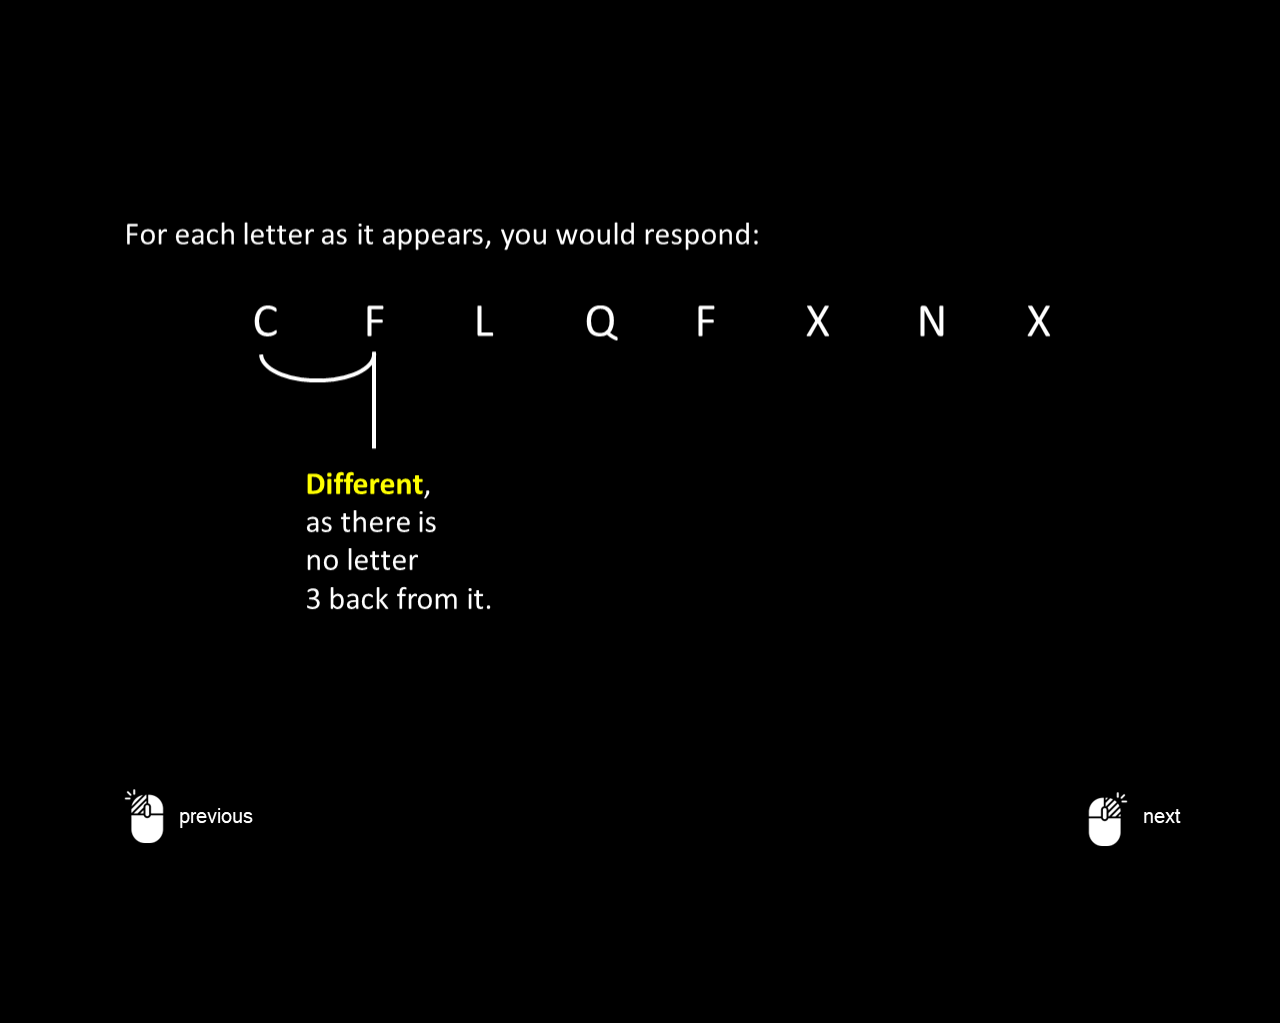 For each letter as it appears, you would respond:
C F L Q F X N X
Different,
as there is
no letter
3 back from it.
previous
next